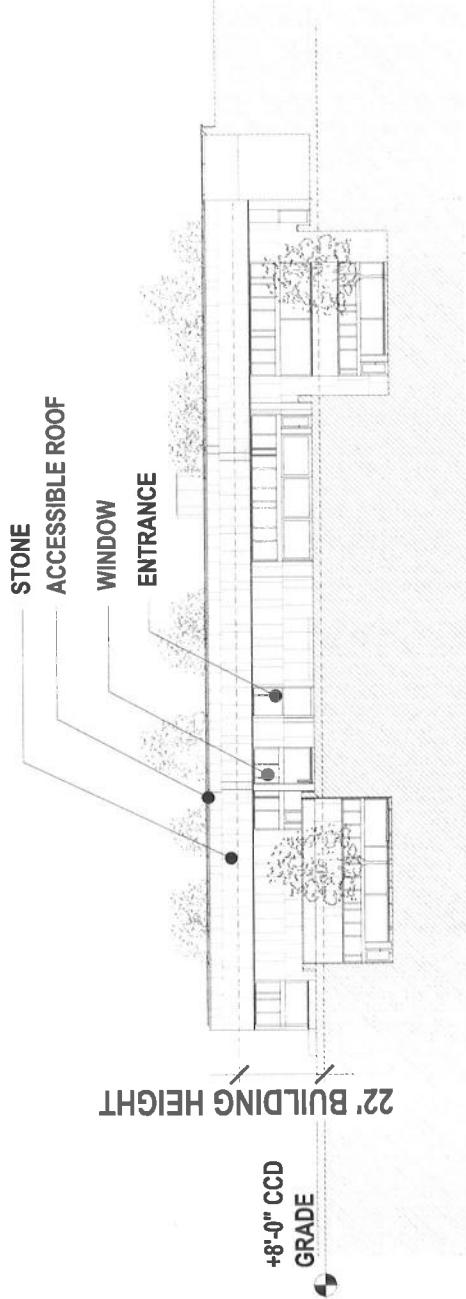 STONE
ACCESSIBLE ROOF
WINDOW
ENTRANCE
22' BUILDING HEIGHT
+8'-0" CCD
GRADE